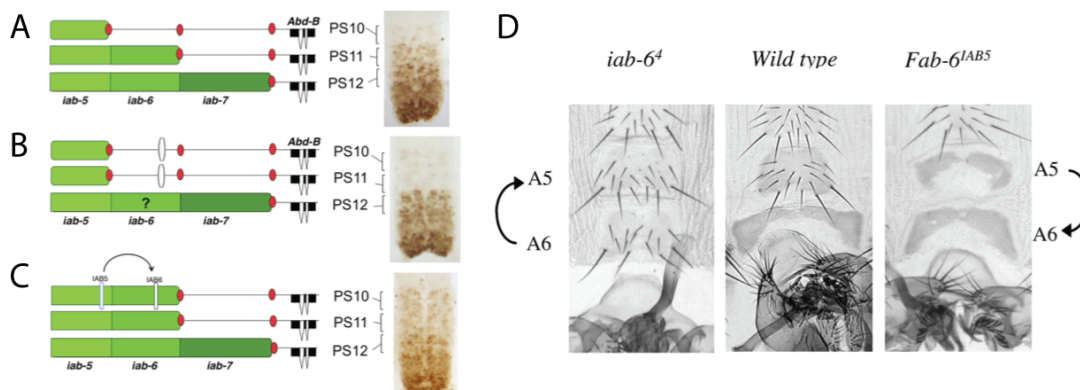 A
Abd-B
PS10
PS11
PS12
iab-5 iab-6 iab-7
B
Abd-B
PS10
PS11
PS12
?
iab-5 iab-6 iab-7
C
IAB5 IAB6
PS10
PS11
PS12
iab-5 iab-6 iab-7
D
iab-6⁴ Wild type Fab-6ᴵᴬᴮ⁵
A5 A5
A6 A6